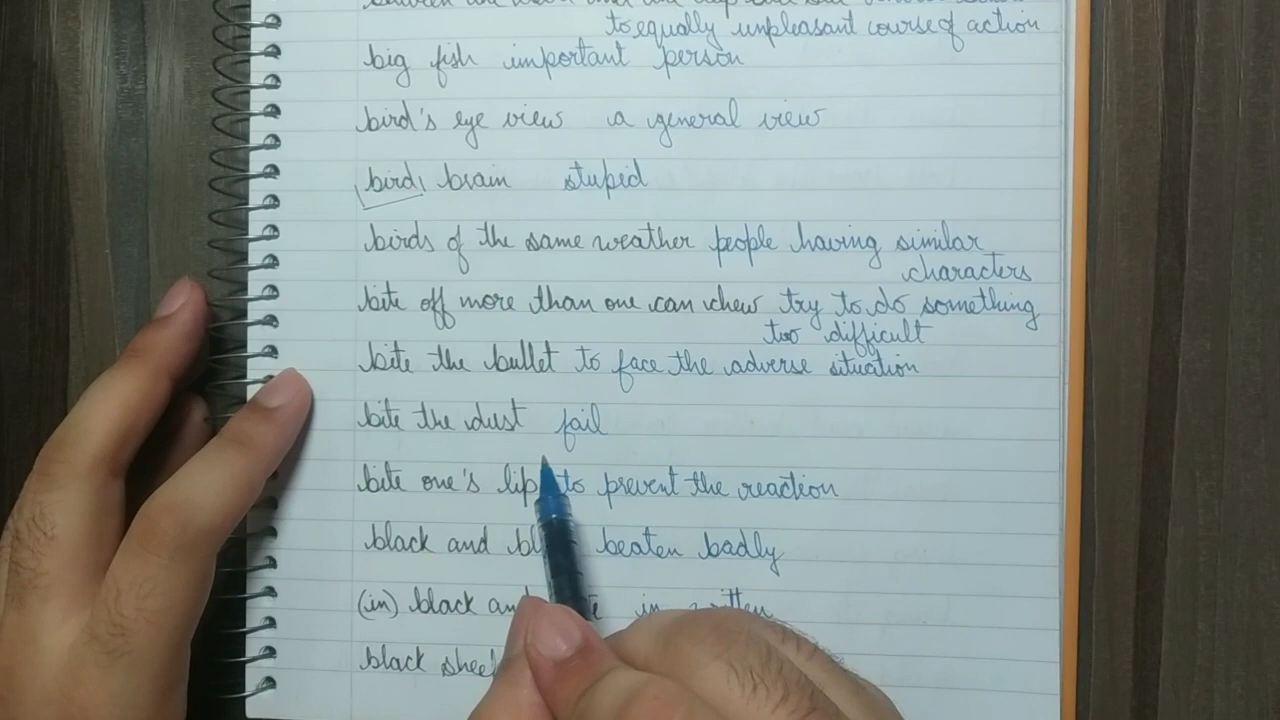 to equally unpleasant course of action
big fish important person
bird's eye view a general view
bird brain stupid
birds of the same weather people having similar
characters
bite off more than one can chew try to do something
too difficult
bite the bullet to face the adverse situation
bite the dust fail
bite one's lip to prevent the reaction
black and beaten badly
(in) black in written
black